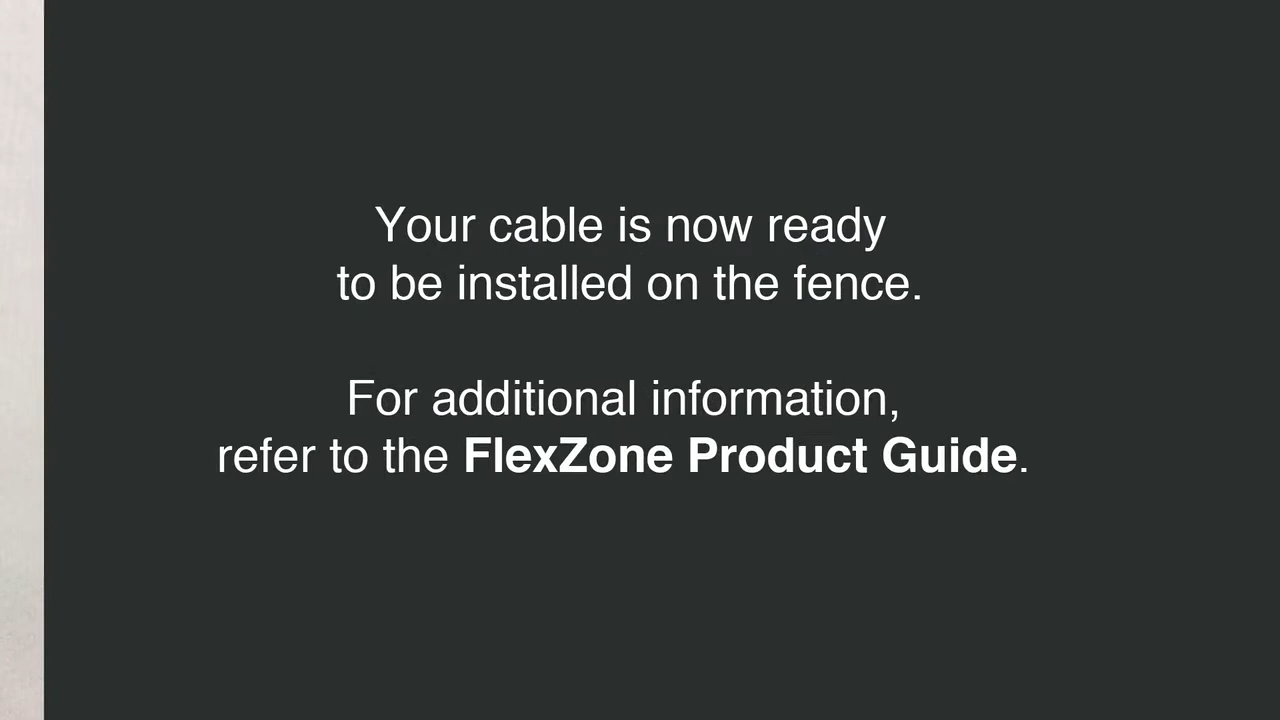 Your cable is now ready
to be installed on the fence.
For additional information,
refer to the FlexZone Product Guide.